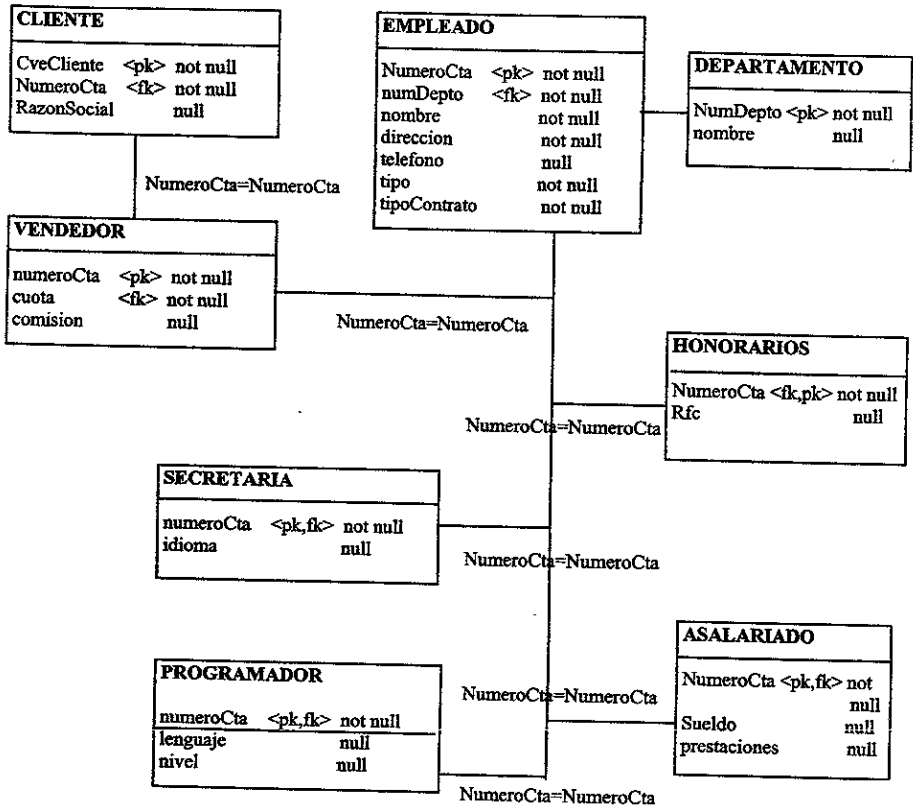 CLIENTE
CveCliente <pk> not null
NumeroCta <fk> not null
RazonSocial null
EMPLEADO
NumeroCta <pk> not null
numDepto <fk> not null
nombre not null
direccion not null
telefono null
tipo not null
tipoContrato not null
DEPARTAMENTO
NumDepto <pk> not null
nombre null
NumeroCta=NumeroCta
VENDEDOR
numeroCta <pk> not null
cuota <fk> not null
comision null
NumeroCta=NumeroCta
HONORARIOS
NumeroCta <fk,pk> not null
Rfc null
NumeroCta=NumeroCta
SECRETARIA
numeroCta <pk,fk> not null
idioma null
NumeroCta=NumeroCta
ASALARIADO
NumeroCta <pk,fk> not
null
Sueldo null
prestaciones null
PROGRAMADOR
numeroCta <pk,fk> not null
lenguaje null
nivel null
NumeroCta=NumeroCta
NumeroCta=NumeroCta